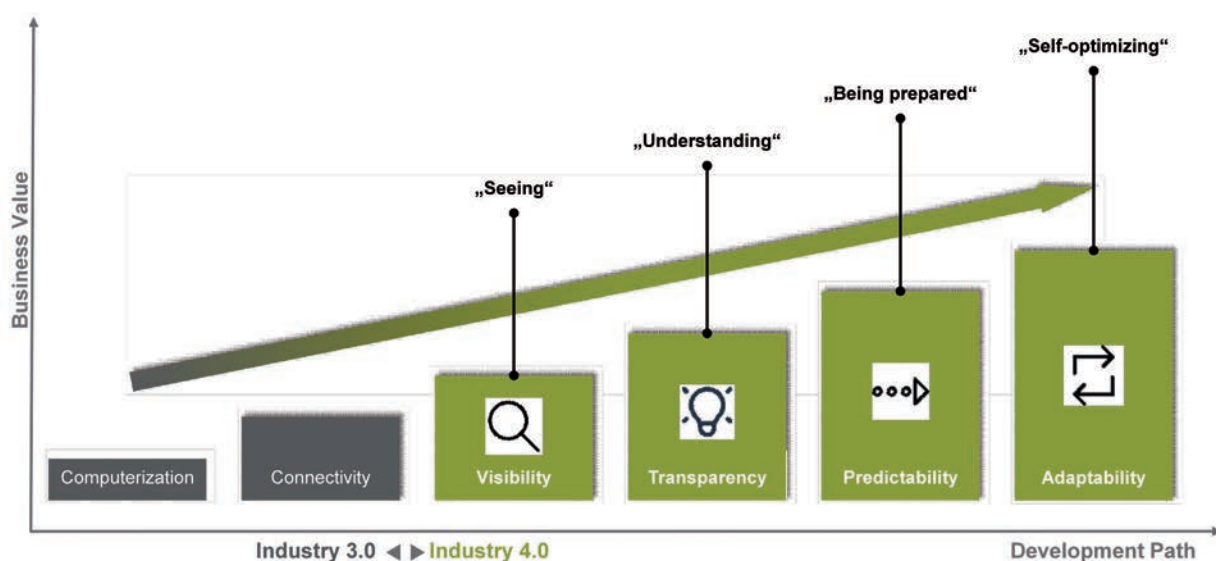 Business Value
„Self-optimizing“
„Being prepared“
„Understanding“
„Seeing“
Computerization
Connectivity
Visibility
Transparency
Predictability
Adaptability
Industry 3.0 ◄ ► Industry 4.0
Development Path